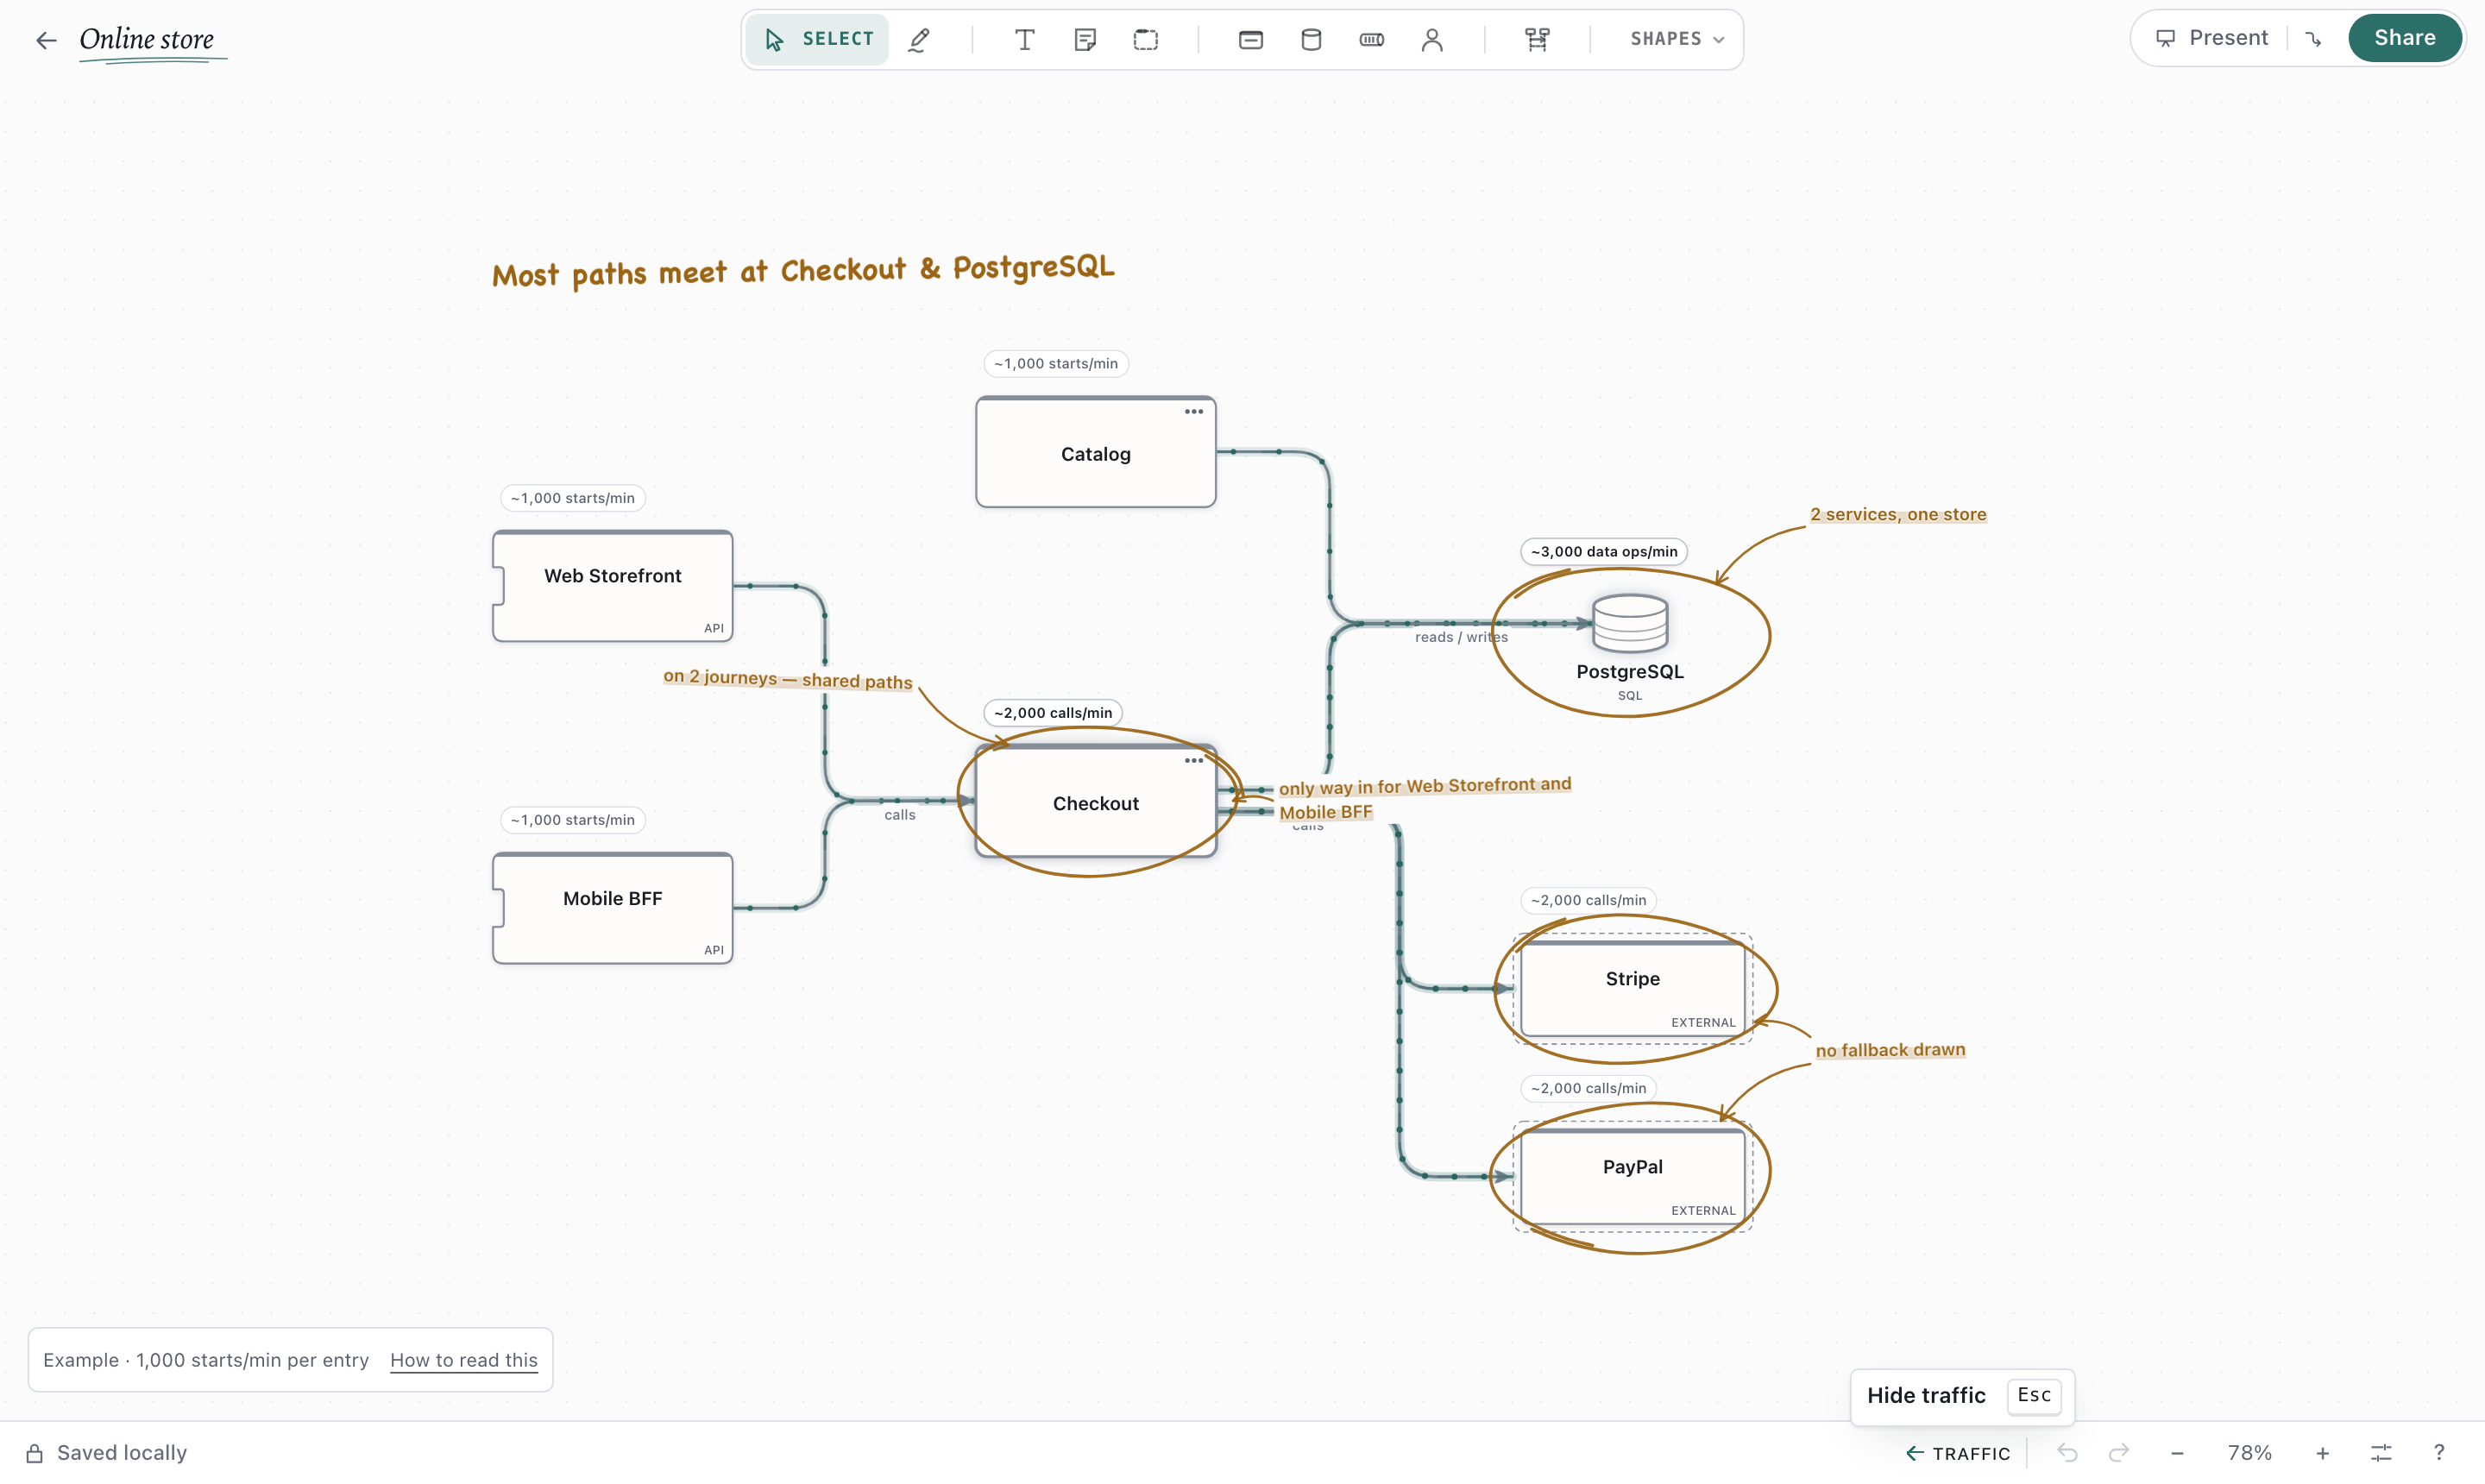 Online store
SELECT
SHAPES
Present
Share
Most paths meet at Checkout & PostgreSQL
~1,000 starts/min
Catalog
~1,000 starts/min
Web Storefront
API
2 services, one store
~3,000 data ops/min
reads / writes
PostgreSQL
SQL
on 2 journeys — shared paths
~2,000 calls/min
Checkout
calls
only way in for Web Storefront and
Mobile BFF
calls
~1,000 starts/min
Mobile BFF
API
~2,000 calls/min
Stripe
EXTERNAL
no fallback drawn
~2,000 calls/min
PayPal
EXTERNAL
Example · 1,000 starts/min per entry How to read this
Hide traffic Esc
Saved locally
TRAFFIC
78%
?